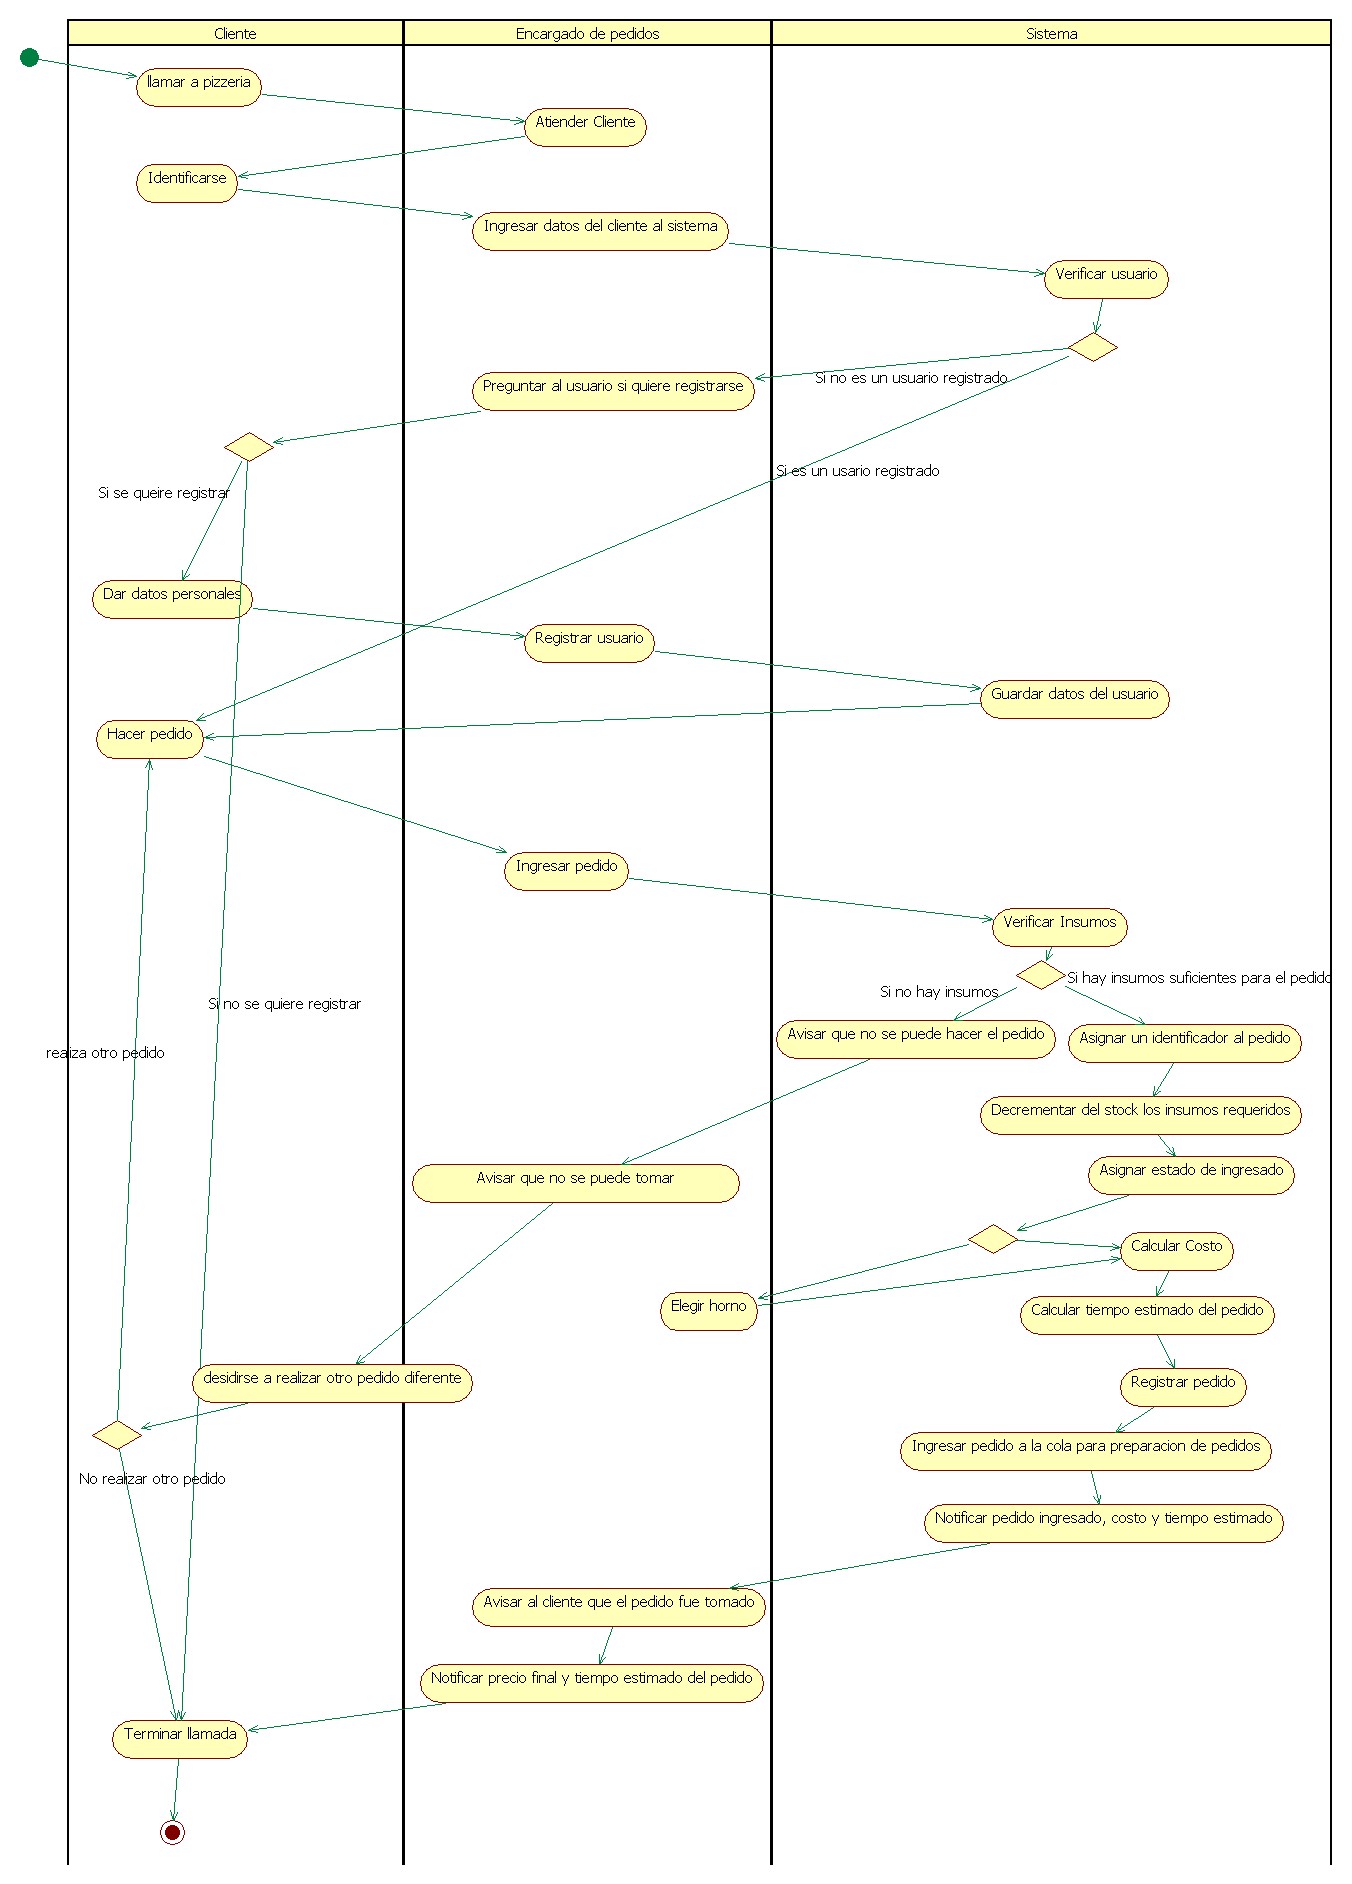 Cliente
Encargado de pedidos
Sistema
llamar a pizzeria
Atiender Cliente
Identificarse
Ingresar datos del cliente al sistema
Verificar usuario
Si no es un usuario registrado
Preguntar al usuario si quiere registrarse
Si es un usario registrado
Si se queire registrar
Dar datos personales
Registrar usuario
Guardar datos del usuario
Hacer pedido
Ingresar pedido
Verificar Insumos
Si hay insumos suficientes para el pedido
Si no hay insumos
Si no se quiere registrar
Avisar que no se puede hacer el pedido
Asignar un identificador al pedido
realiza otro pedido
Decrementar del stock los insumos requeridos
Asignar estado de ingresado
Avisar que no se puede tomar
Calcular Costo
Elegir horno
Calcular tiempo estimado del pedido
desidirse a realizar otro pedido diferente
Registrar pedido
Ingresar pedido a la cola para preparacion de pedidos
No realizar otro pedido
Notificar pedido ingresado, costo y tiempo estimado
Avisar al cliente que el pedido fue tomado
Notificar precio final y tiempo estimado del pedido
Terminar llamada